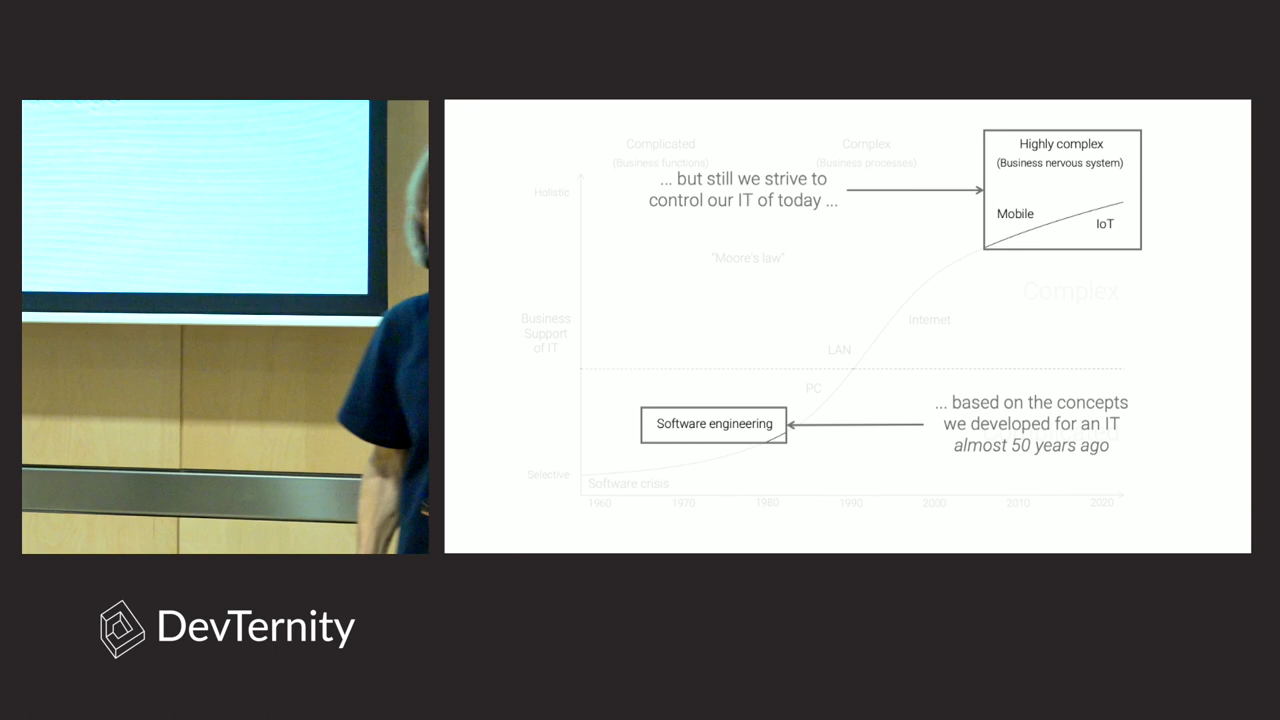 Complicated
(Business functions)
Complex
(Business processes)
Highly complex
(Business nervous system)
Holistic
... but still we strive to
control our IT of today ...
Mobile
IoT
"Moore's law"
Complex
Business
Support
of IT
Internet
LAN
PC
Software engineering
... based on the concepts
we developed for an IT
almost 50 years ago
Selective
Software crisis
1960 1970 1980 1990 2000 2010 2020
DevTernity